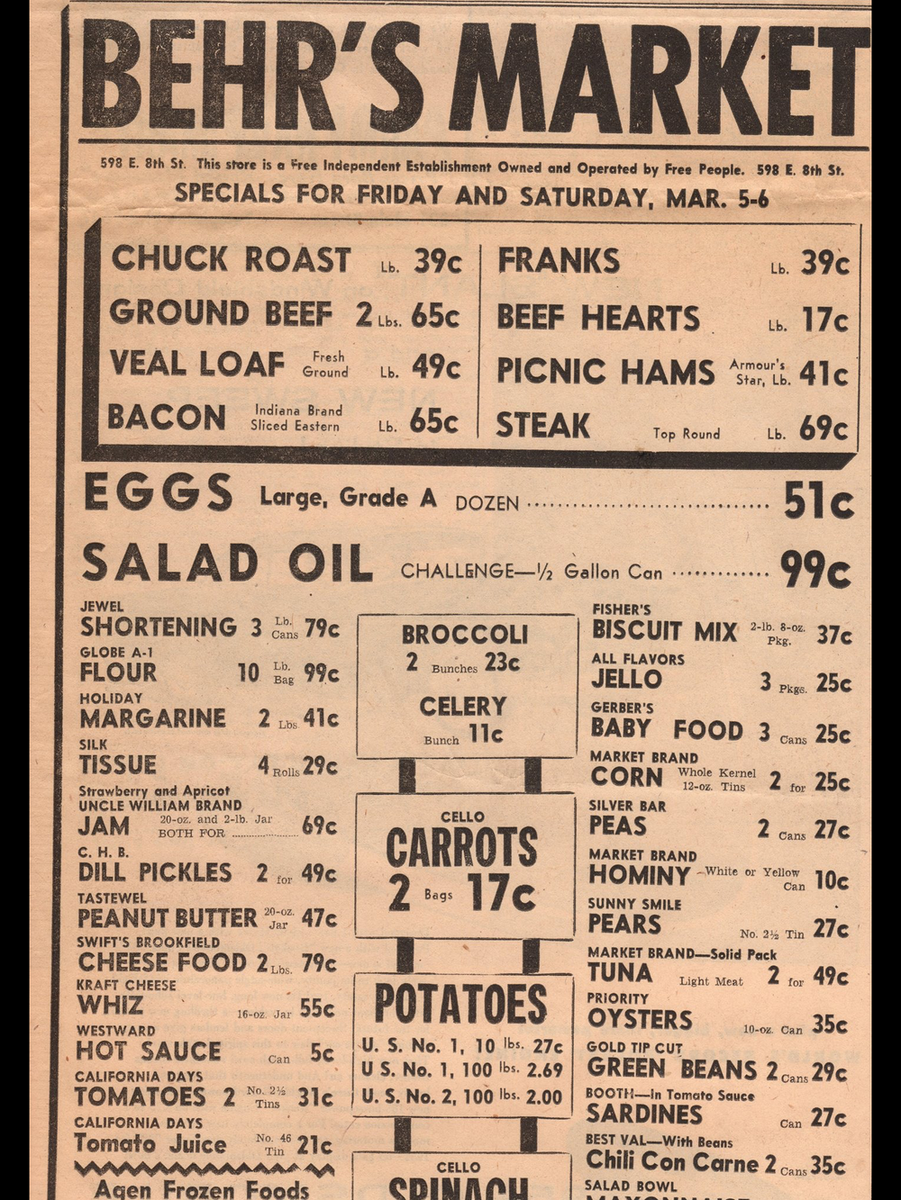 BEHR'S MARKET
598 E. 8th St. This store is a Free Independent Establishment Owned and Operated by Free People. 598 E. 8th St.
SPECIALS FOR FRIDAY AND SATURDAY, MAR. 5-6
CHUCK ROAST Lb. 39c
GROUND BEEF 2 Lbs. 65c
VEAL LOAF Fresh Ground Lb. 49c
BACON Indiana Brand Sliced Eastern Lb. 65c
FRANKS Lb. 39c
BEEF HEARTS Lb. 17c
PICNIC HAMS Armour's Star, Lb. 41c
STEAK Top Round Lb. 69c
EGGS Large, Grade A DOZEN 51c
SALAD OIL CHALLENGE—½ Gallon Can 99c
JEWEL
SHORTENING 3 Lb. Cans 79c
GLOBE A-1
FLOUR 10 Lb. Bag 99c
HOLIDAY
MARGARINE 2 Lbs 41c
SILK
TISSUE 4 Rolls 29c
Strawberry and Apricot
UNCLE WILLIAM BRAND
JAM 20-oz. and 2-lb. Jar BOTH FOR 69c
C. H. B.
DILL PICKLES 2 for 49c
TASTEWEL
PEANUT BUTTER 20-oz. Jar 47c
SWIFT'S BROOKFIELD
CHEESE FOOD 2 Lbs. 79c
KRAFT CHEESE
WHIZ 16-oz. Jar 55c
WESTWARD
HOT SAUCE Can 5c
CALIFORNIA DAYS
TOMATOES 2 No. 2½ Tins 31c
CALIFORNIA DAYS
Tomato Juice No. 46 Tin 21c
Agen Frozen Foods
BROCCOLI
2 Bunches 23c
CELERY
Bunch 11c
CELLO
CARROTS
2 Bags 17c
POTATOES
U. S. No. 1, 10 lbs. 27c
U S. No. 1, 100 lbs. 2.69
U. S. No. 2, 100 lbs. 2.00
CELLO
SPINACH
FISHER'S
BISCUIT MIX 2-lb. 8-oz. Pkg. 37c
ALL FLAVORS
JELLO 3 Pkgs. 25c
GERBER'S
BABY FOOD 3 Cans 25c
MARKET BRAND
CORN Whole Kernel 12-oz. Tins 2 for 25c
SILVER BAR
PEAS 2 Cans 27c
MARKET BRAND
HOMINY—White or Yellow Can 10c
SUNNY SMILE
PEARS No. 2½ Tin 27c
MARKET BRAND—Solid Pack
TUNA Light Meat 2 for 49c
PRIORITY
OYSTERS 10-oz. Can 35c
GOLD TIP CUT
GREEN BEANS 2 Cans 29c
BOOTH—In Tomato Sauce
SARDINES Can 27c
BEST VAL—With Beans
Chili Con Carne 2 Cans 35c
SALAD BOWL